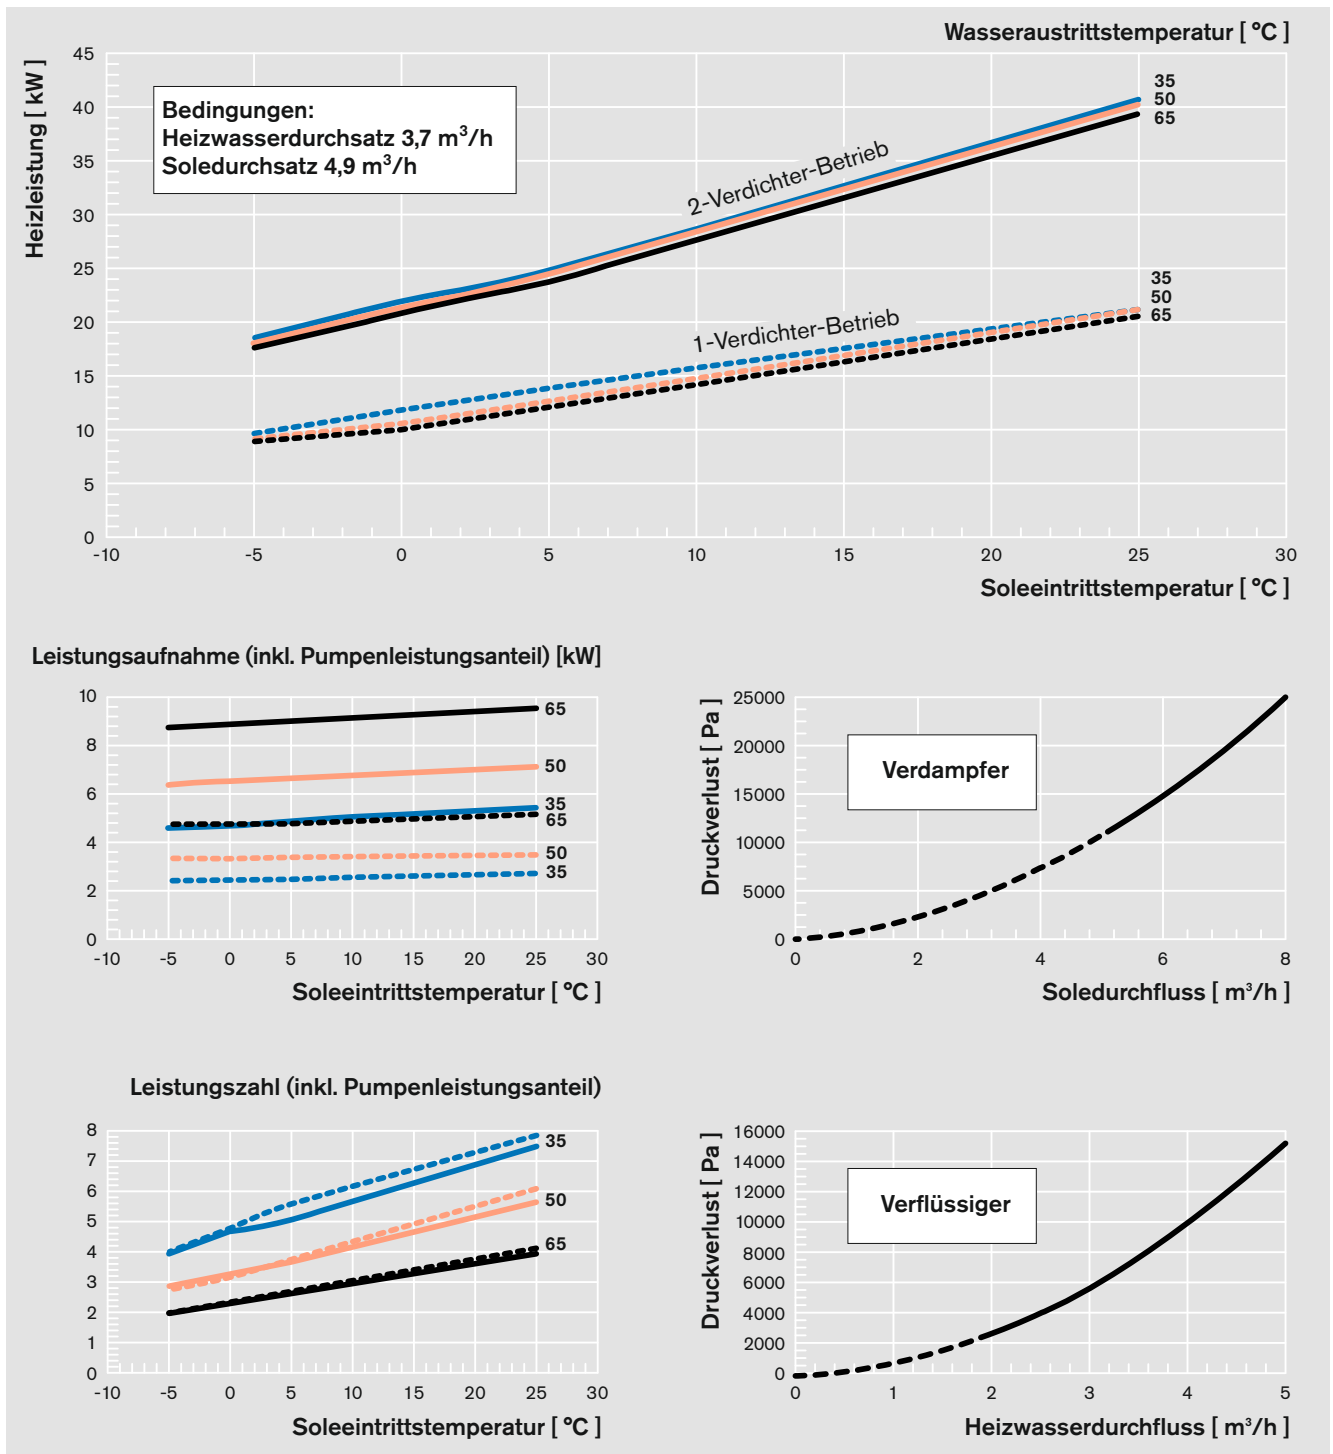 Wasseraustrittstemperatur [ °C ]
Heizleistung [ kW ]
45
40
35
30
25
20
15
10
5
0
Bedingungen:
Heizwasserdurchsatz 3,7 m³/h
Soledurchsatz 4,9 m³/h
2-Verdichter-Betrieb
35
50
65
1-Verdichter-Betrieb
35
50
65
-10 -5 0 5 10 15 20 25 30
Soleeintrittstemperatur [ °C ]
Leistungsaufnahme (inkl. Pumpenleistungsanteil) [kW]
10
8
6
4
2
0
65
50
35
65
50
35
-10 -5 0 5 10 15 20 25 30
Soleeintrittstemperatur [ °C ]
Druckverlust [ Pa ]
25000
20000
15000
10000
5000
0
Verdampfer
0 2 4 6 8
Soledurchfluss [ m³/h ]
Leistungszahl (inkl. Pumpenleistungsanteil)
8
7
6
5
4
3
2
1
0
35
50
65
-10 -5 0 5 10 15 20 25 30
Soleeintrittstemperatur [ °C ]
Druckverlust [ Pa ]
16000
14000
12000
10000
8000
6000
4000
2000
0
Verflüssiger
0 1 2 3 4 5
Heizwasserdurchfluss [ m³/h ]